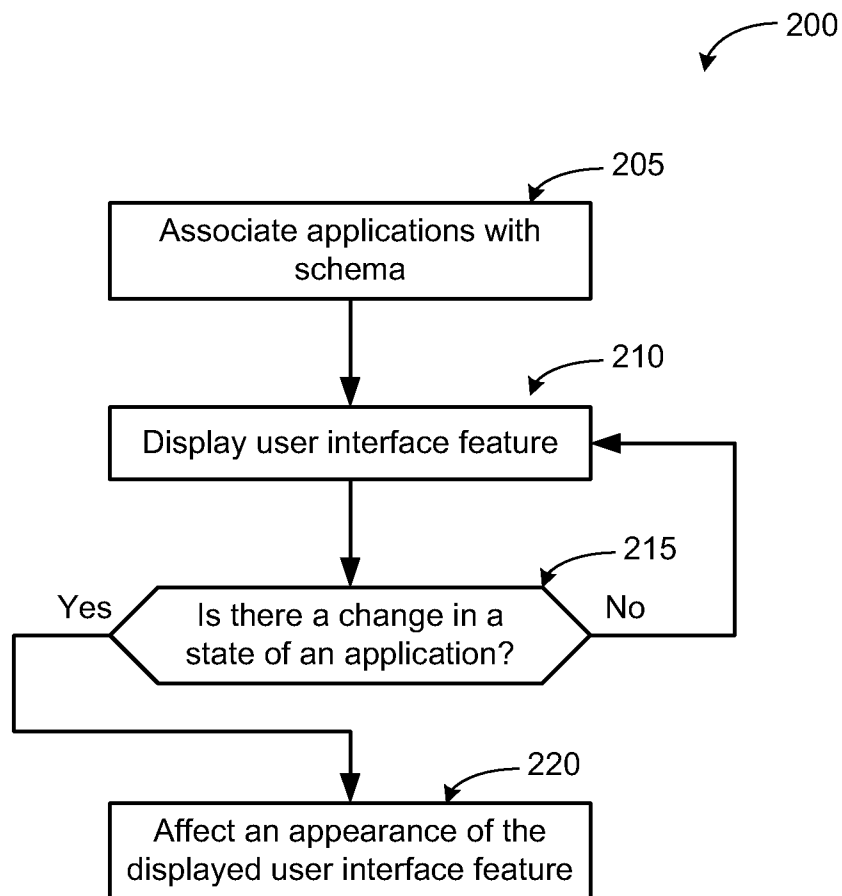 200
205
Associate applications with
schema
210
Display user interface feature
215
Yes
Is there a change in a
state of an application?
No
220
Affect an appearance of the
displayed user interface feature